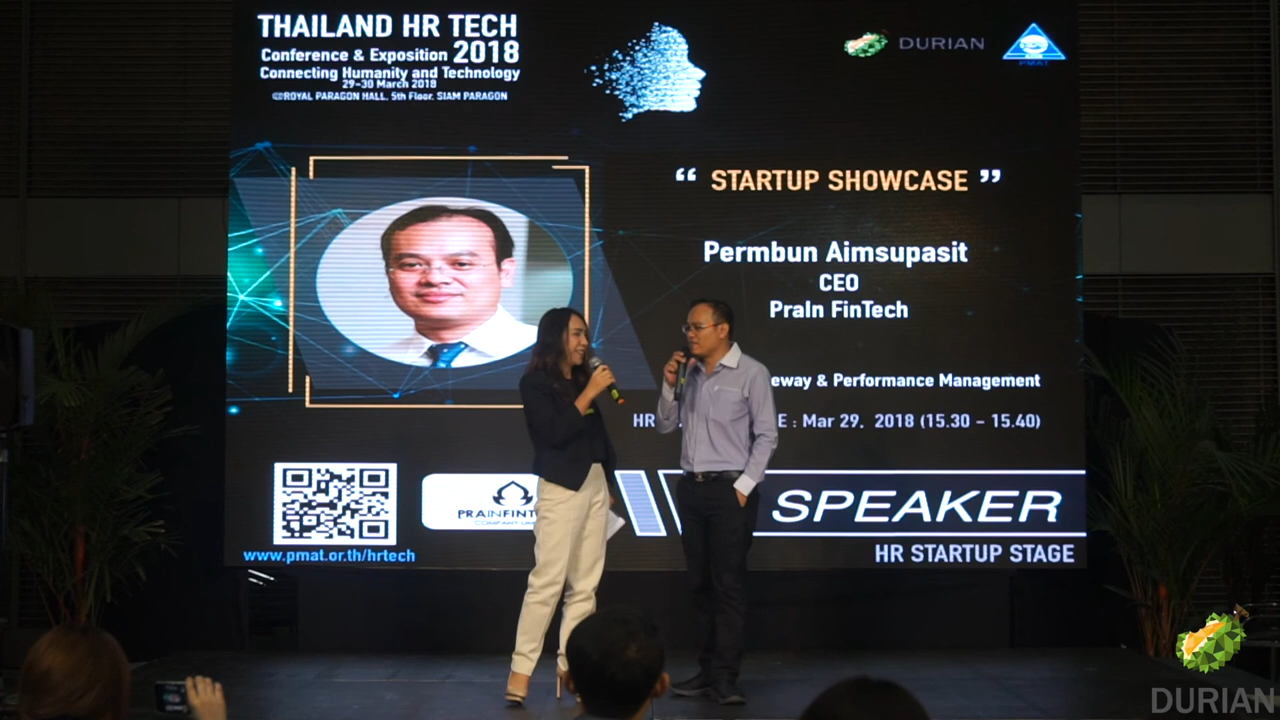 THAILAND HR TECH
Conference & Exposition 2018
Connecting Humanity and Technology
29-30 March 2018
@ROYAL PARAGON HALL, 5th Floor, SIAM PARAGON
DURIAN
PMAT
“ STARTUP SHOWCASE ”
Permbun Aimsupasit
CEO
PraIn FinTech
eway & Performance Management
HR
E : Mar 29, 2018 (15.30 - 15.40)
PRAINFINT
SPEAKER
www.pmat.or.th/hrtech
HR STARTUP STAGE
DURIAN